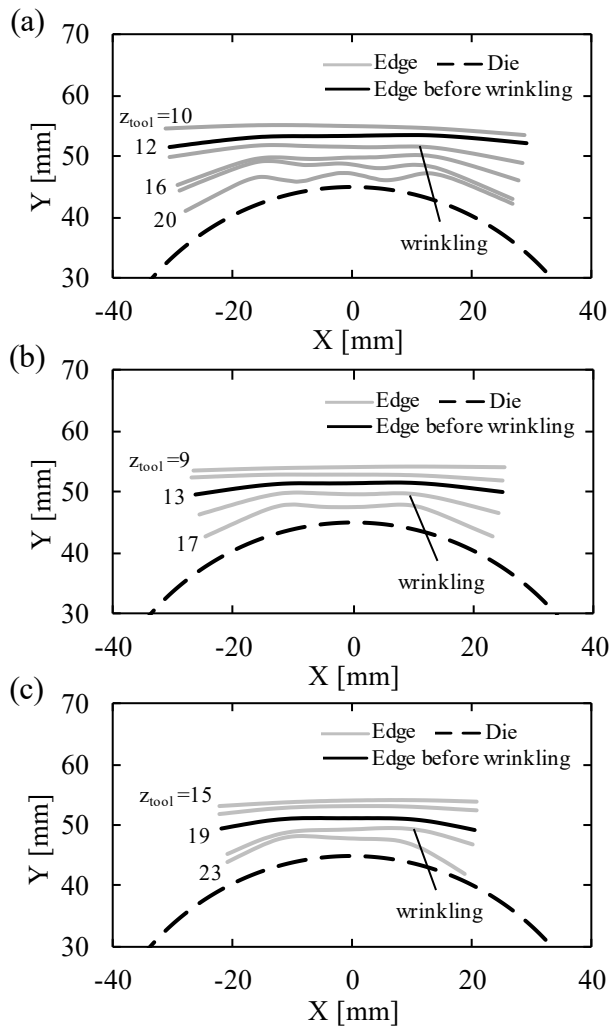 (a)
70
60
50
40
30
Y [mm]
Edge
Die
Edge before wrinkling
z_tool=10
12
16
20
wrinkling
-40
-20
0
20
40
X [mm]
(b)
70
60
50
40
30
Y [mm]
Edge
Die
Edge before wrinkling
z_tool=9
13
17
wrinkling
-40
-20
0
20
40
X [mm]
(c)
70
60
50
40
30
Y [mm]
Edge
Die
Edge before wrinkling
z_tool=15
19
23
wrinkling
-40
-20
0
20
40
X [mm]